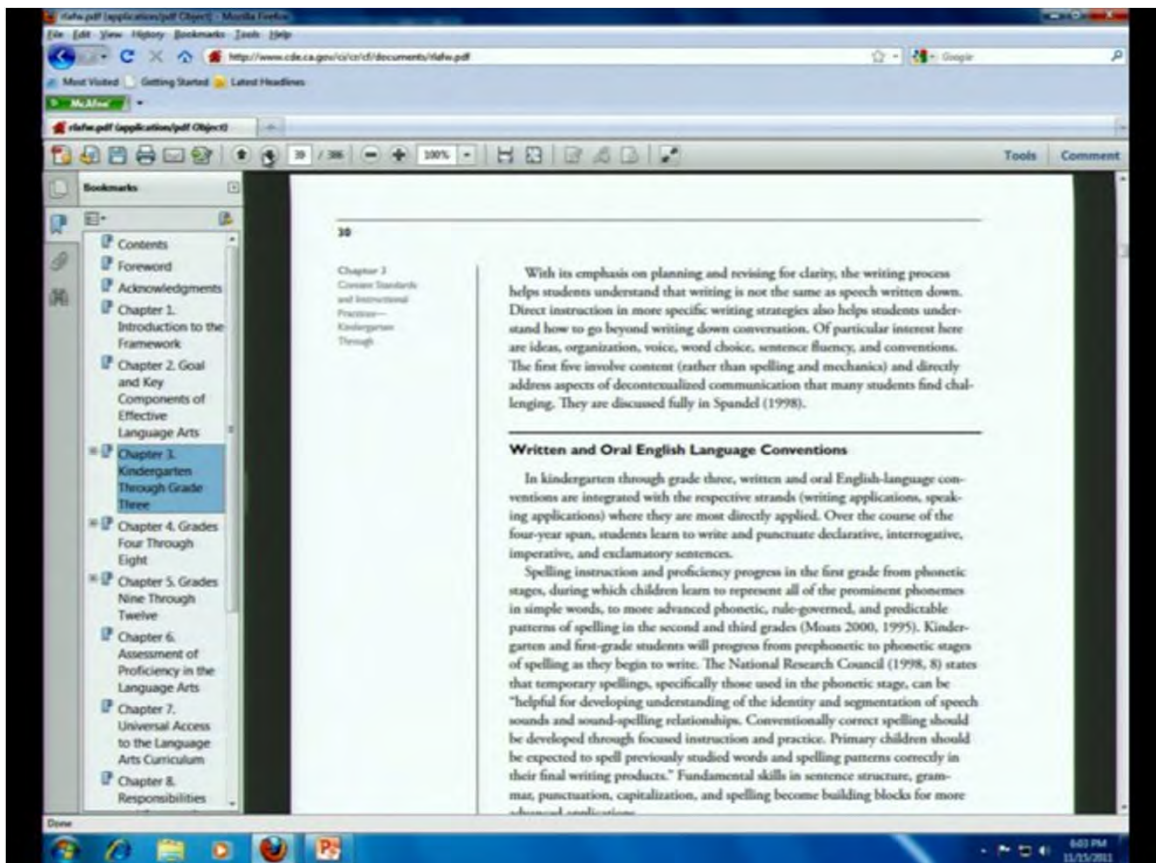 rlafw.pdf (application/pdf Object) - Mozilla Firefox
File Edit View History Bookmarks Tools Help
http://www.cde.ca.gov/ci/cr/cf/documents/rlafw.pdf
Google
Most Visited Getting Started Latest Headlines
McAfee
rlafw.pdf (application/pdf Object)
39 / 386 100% Tools Comment
Bookmarks
Contents
Foreword
Acknowledgments
Chapter 1.
Introduction to the
Framework
Chapter 2. Goal
and Key
Components of
Effective
Language Arts
Chapter 3.
Kindergarten
Through Grade
Three
Chapter 4. Grades
Four Through
Eight
Chapter 5. Grades
Nine Through
Twelve
Chapter 6.
Assessment of
Proficiency in the
Language Arts
Chapter 7.
Universal Access
to the Language
Arts Curriculum
Chapter 8.
Responsibilities
30
Chapter 3
Content Standards
and Instructional
Practices—
Kindergarten
Through
With its emphasis on planning and revising for clarity, the writing process
helps students understand that writing is not the same as speech written down.
Direct instruction in more specific writing strategies also helps students under-
stand how to go beyond writing down conversation. Of particular interest here
are ideas, organization, voice, word choice, sentence fluency, and conventions.
The first five involve content (rather than spelling and mechanics) and directly
address aspects of decontextualized communication that many students find chal-
lenging. They are discussed fully in Spandel (1998).
Written and Oral English Language Conventions
In kindergarten through grade three, written and oral English-language con-
ventions are integrated with the respective strands (writing applications, speak-
ing applications) where they are most directly applied. Over the course of the
four-year span, students learn to write and punctuate declarative, interrogative,
imperative, and exclamatory sentences.
Spelling instruction and proficiency progress in the first grade from phonetic
stages, during which children learn to represent all of the prominent phonemes
in simple words, to more advanced phonetic, rule-governed, and predictable
patterns of spelling in the second and third grades (Moats 2000, 1995). Kinder-
garten and first-grade students will progress from prephonetic to phonetic stages
of spelling as they begin to write. The National Research Council (1998, 8) states
that temporary spellings, specifically those used in the phonetic stage, can be
“helpful for developing understanding of the identity and segmentation of speech
sounds and sound-spelling relationships. Conventionally correct spelling should
be developed through focused instruction and practice. Primary children should
be expected to spell previously studied words and spelling patterns correctly in
their final writing products.” Fundamental skills in sentence structure, gram-
mar, punctuation, capitalization, and spelling become building blocks for more
advanced applications.
Done
6:03 PM
11/15/2011